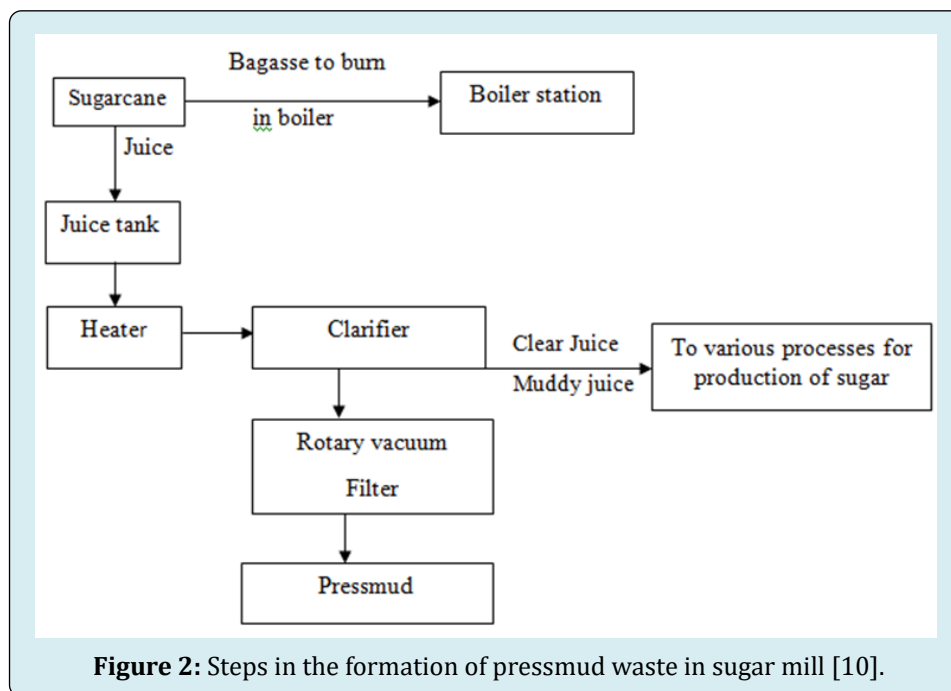 Bagasse to burn
Sugarcane
in boiler
Boiler station
Juice
Juice tank
Heater
Clarifier
Clear Juice
Muddy juice
To various processes for
production of sugar
Rotary vacuum
Filter
Pressmud
Figure 2: Steps in the formation of pressmud waste in sugar mill [10].